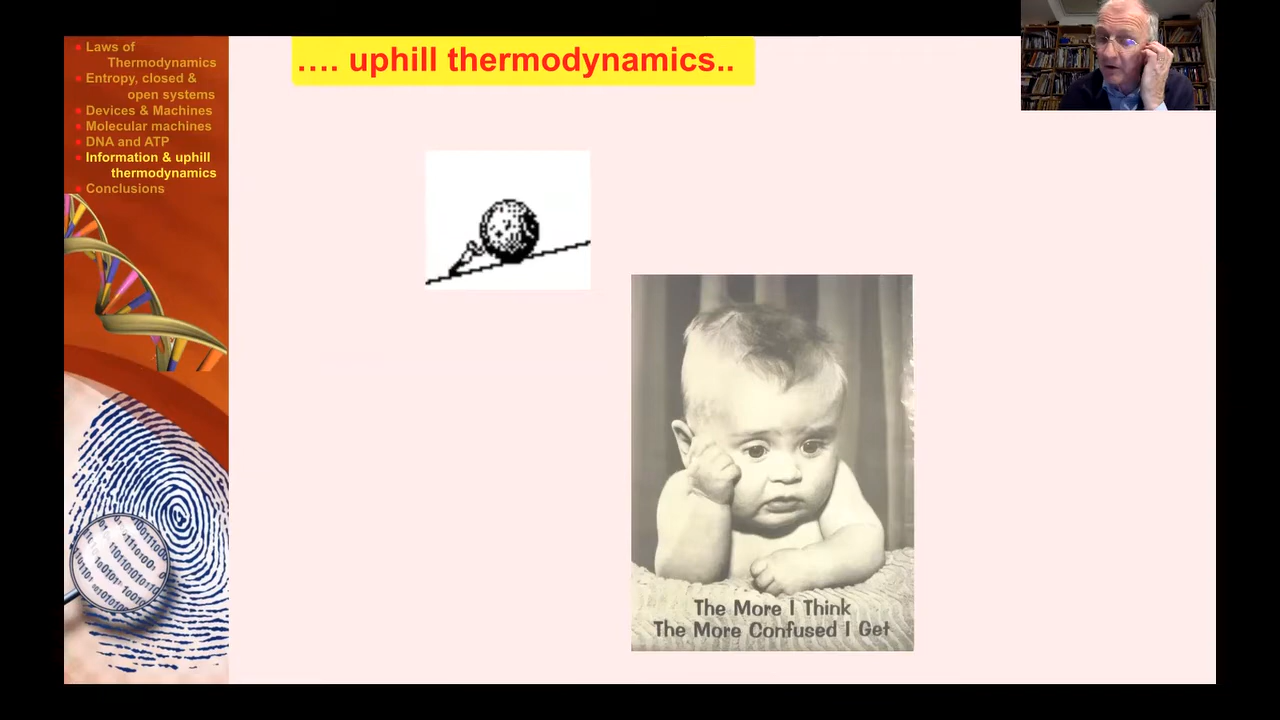 Laws of
Thermodynamics
Entropy, closed &
open systems
Devices & Machines
Molecular machines
DNA and ATP
Information & uphill
thermodynamics
Conclusions
…. uphill thermodynamics..
The More I Think
The More Confused I Get